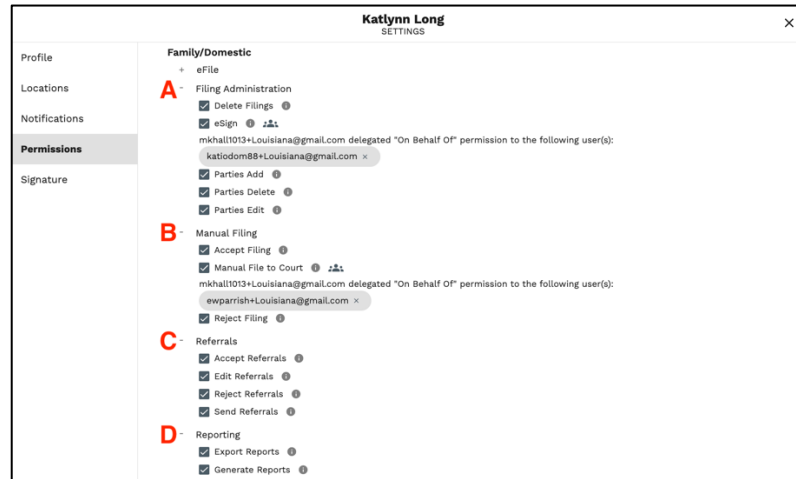 Katlynn Long
SETTINGS
×
Profile
Locations
Notifications
Permissions
Signature
Family/Domestic
+ eFile
A - Filing Administration
Delete Filings
eSign
mkhall1013+Louisiana@gmail.com delegated "On Behalf Of" permission to the following user(s):
katiodom88+Louisiana@gmail.com ×
Parties Add
Parties Delete
Parties Edit
B - Manual Filing
Accept Filing
Manual File to Court
mkhall1013+Louisiana@gmail.com delegated "On Behalf Of" permission to the following user(s):
ewparrish+Louisiana@gmail.com ×
Reject Filing
C - Referrals
Accept Referrals
Edit Referrals
Reject Referrals
Send Referrals
D - Reporting
Export Reports
Generate Reports